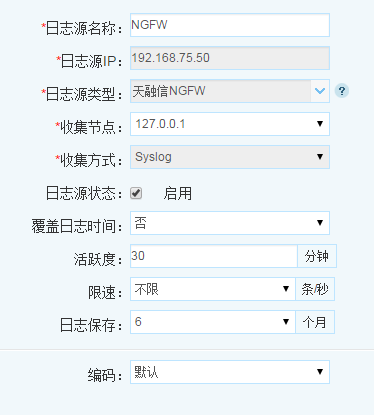 *日志源名称： NGFW
*日志源IP： 192.168.75.50
*日志源类型： 天融信NGFW ?
*收集节点： 127.0.0.1
*收集方式： Syslog
日志源状态： 启用
覆盖日志时间： 否
活跃度： 30 分钟
限速： 不限 条/秒
日志保存： 6 个月
编码： 默认